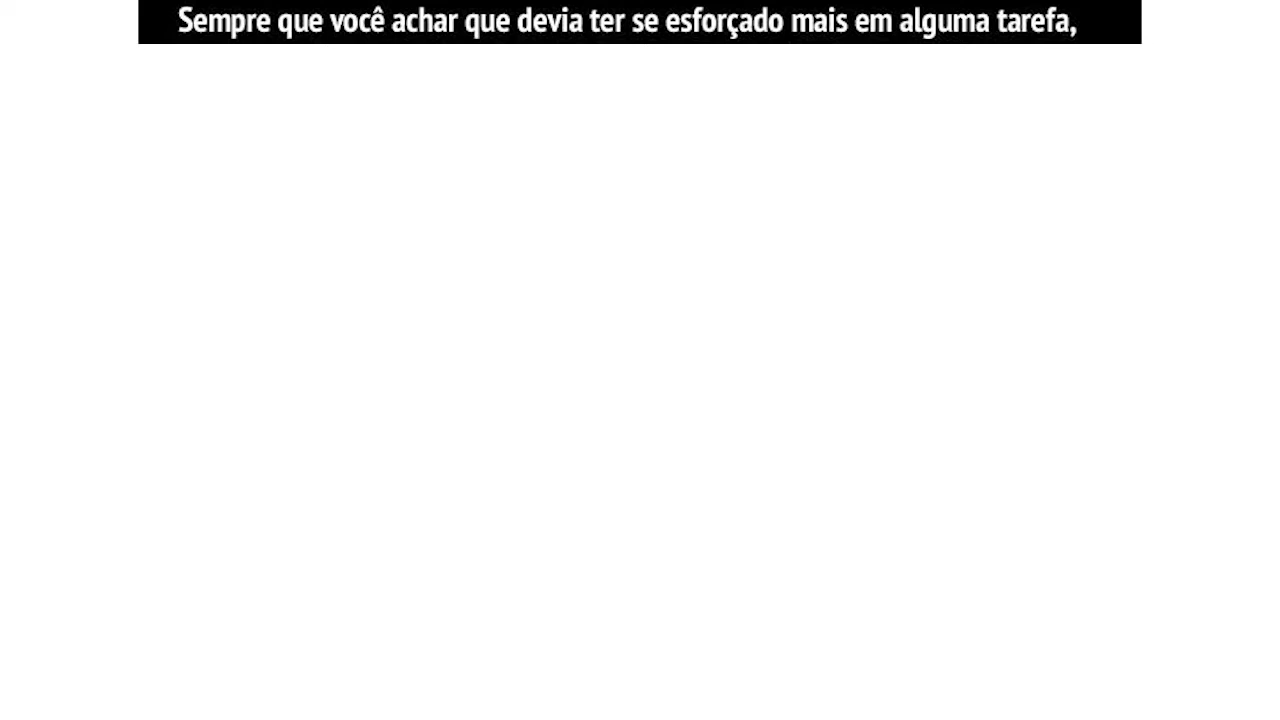 Sempre que você achar que devia ter se esforçado mais em alguma tarefa,